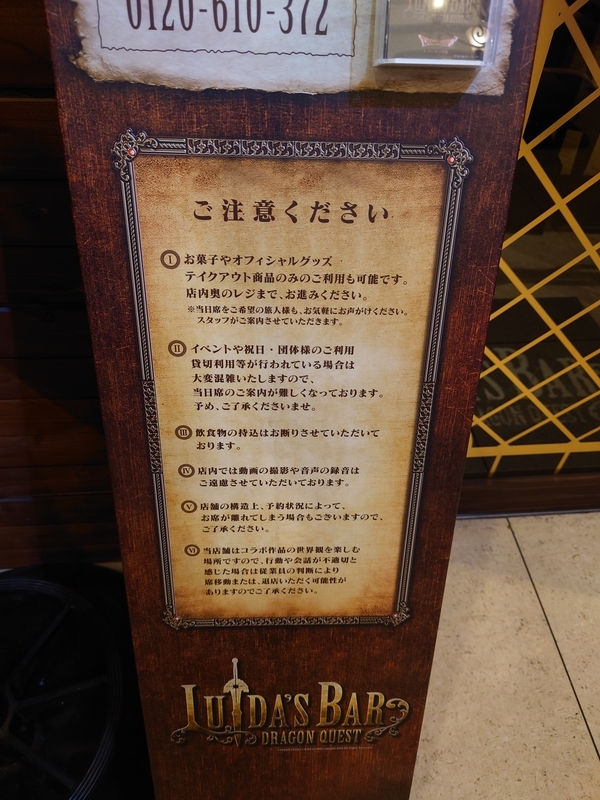 0120-610-372
ご注意ください
Ⅰ お菓子やオフィシャルグッズ
テイクアウト商品のみのご利用も可能です。
店内奥のレジまで、お進みください。
※当日席をご希望の旅人様も、お気軽にお声がけください。
スタッフがご案内させていただきます。
Ⅱ イベントや祝日・団体様のご利用
貸切利用等が行われている場合は
大変混雑いたしますので、
当日席のご案内が難しくなっております。
予め、ご了承くださいませ。
Ⅲ 飲食物の持込はお断りさせていただいて
おります。
Ⅳ 店内では動画の撮影や音声の録音は
ご遠慮させていただいております。
Ⅴ 店舗の構造上、予約状況によって、
お席が離れてしまう場合もございますので、
ご了承ください。
Ⅵ 当店舗はコラボ作品の世界観を楽しむ
場所ですので、行動や会話が不適切と
感じた場合は従業員の判断により
席移動または、退店いただく可能性が
ありますのでご了承ください。
LUIDA'S BAR
DRAGON QUEST